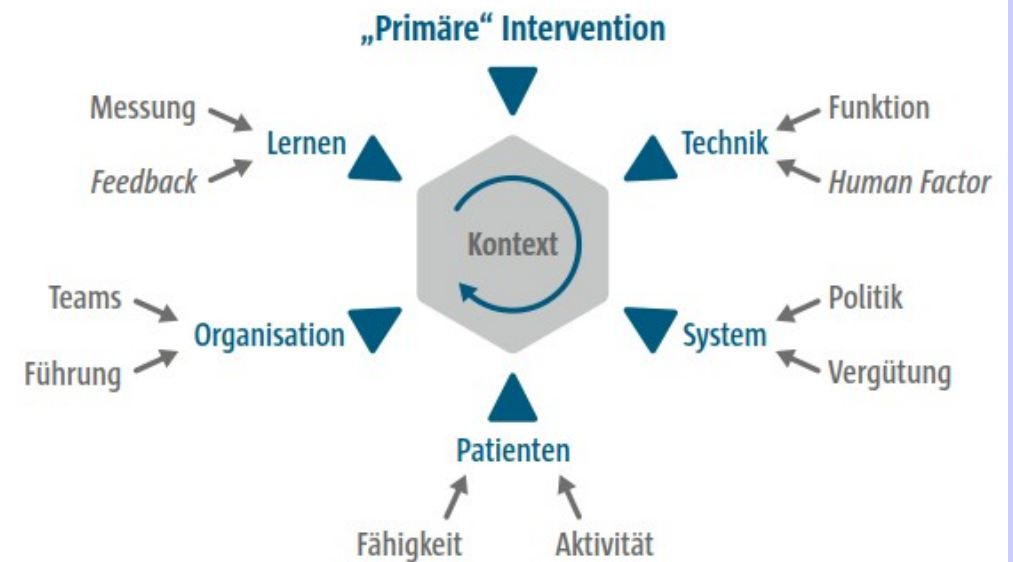 „Primäre“ Intervention
Messung
Funktion
Lernen
Technik
Feedback
Human Factor
Kontext
Teams
Politik
Organisation
System
Führung
Vergütung
Patienten
Fähigkeit
Aktivität